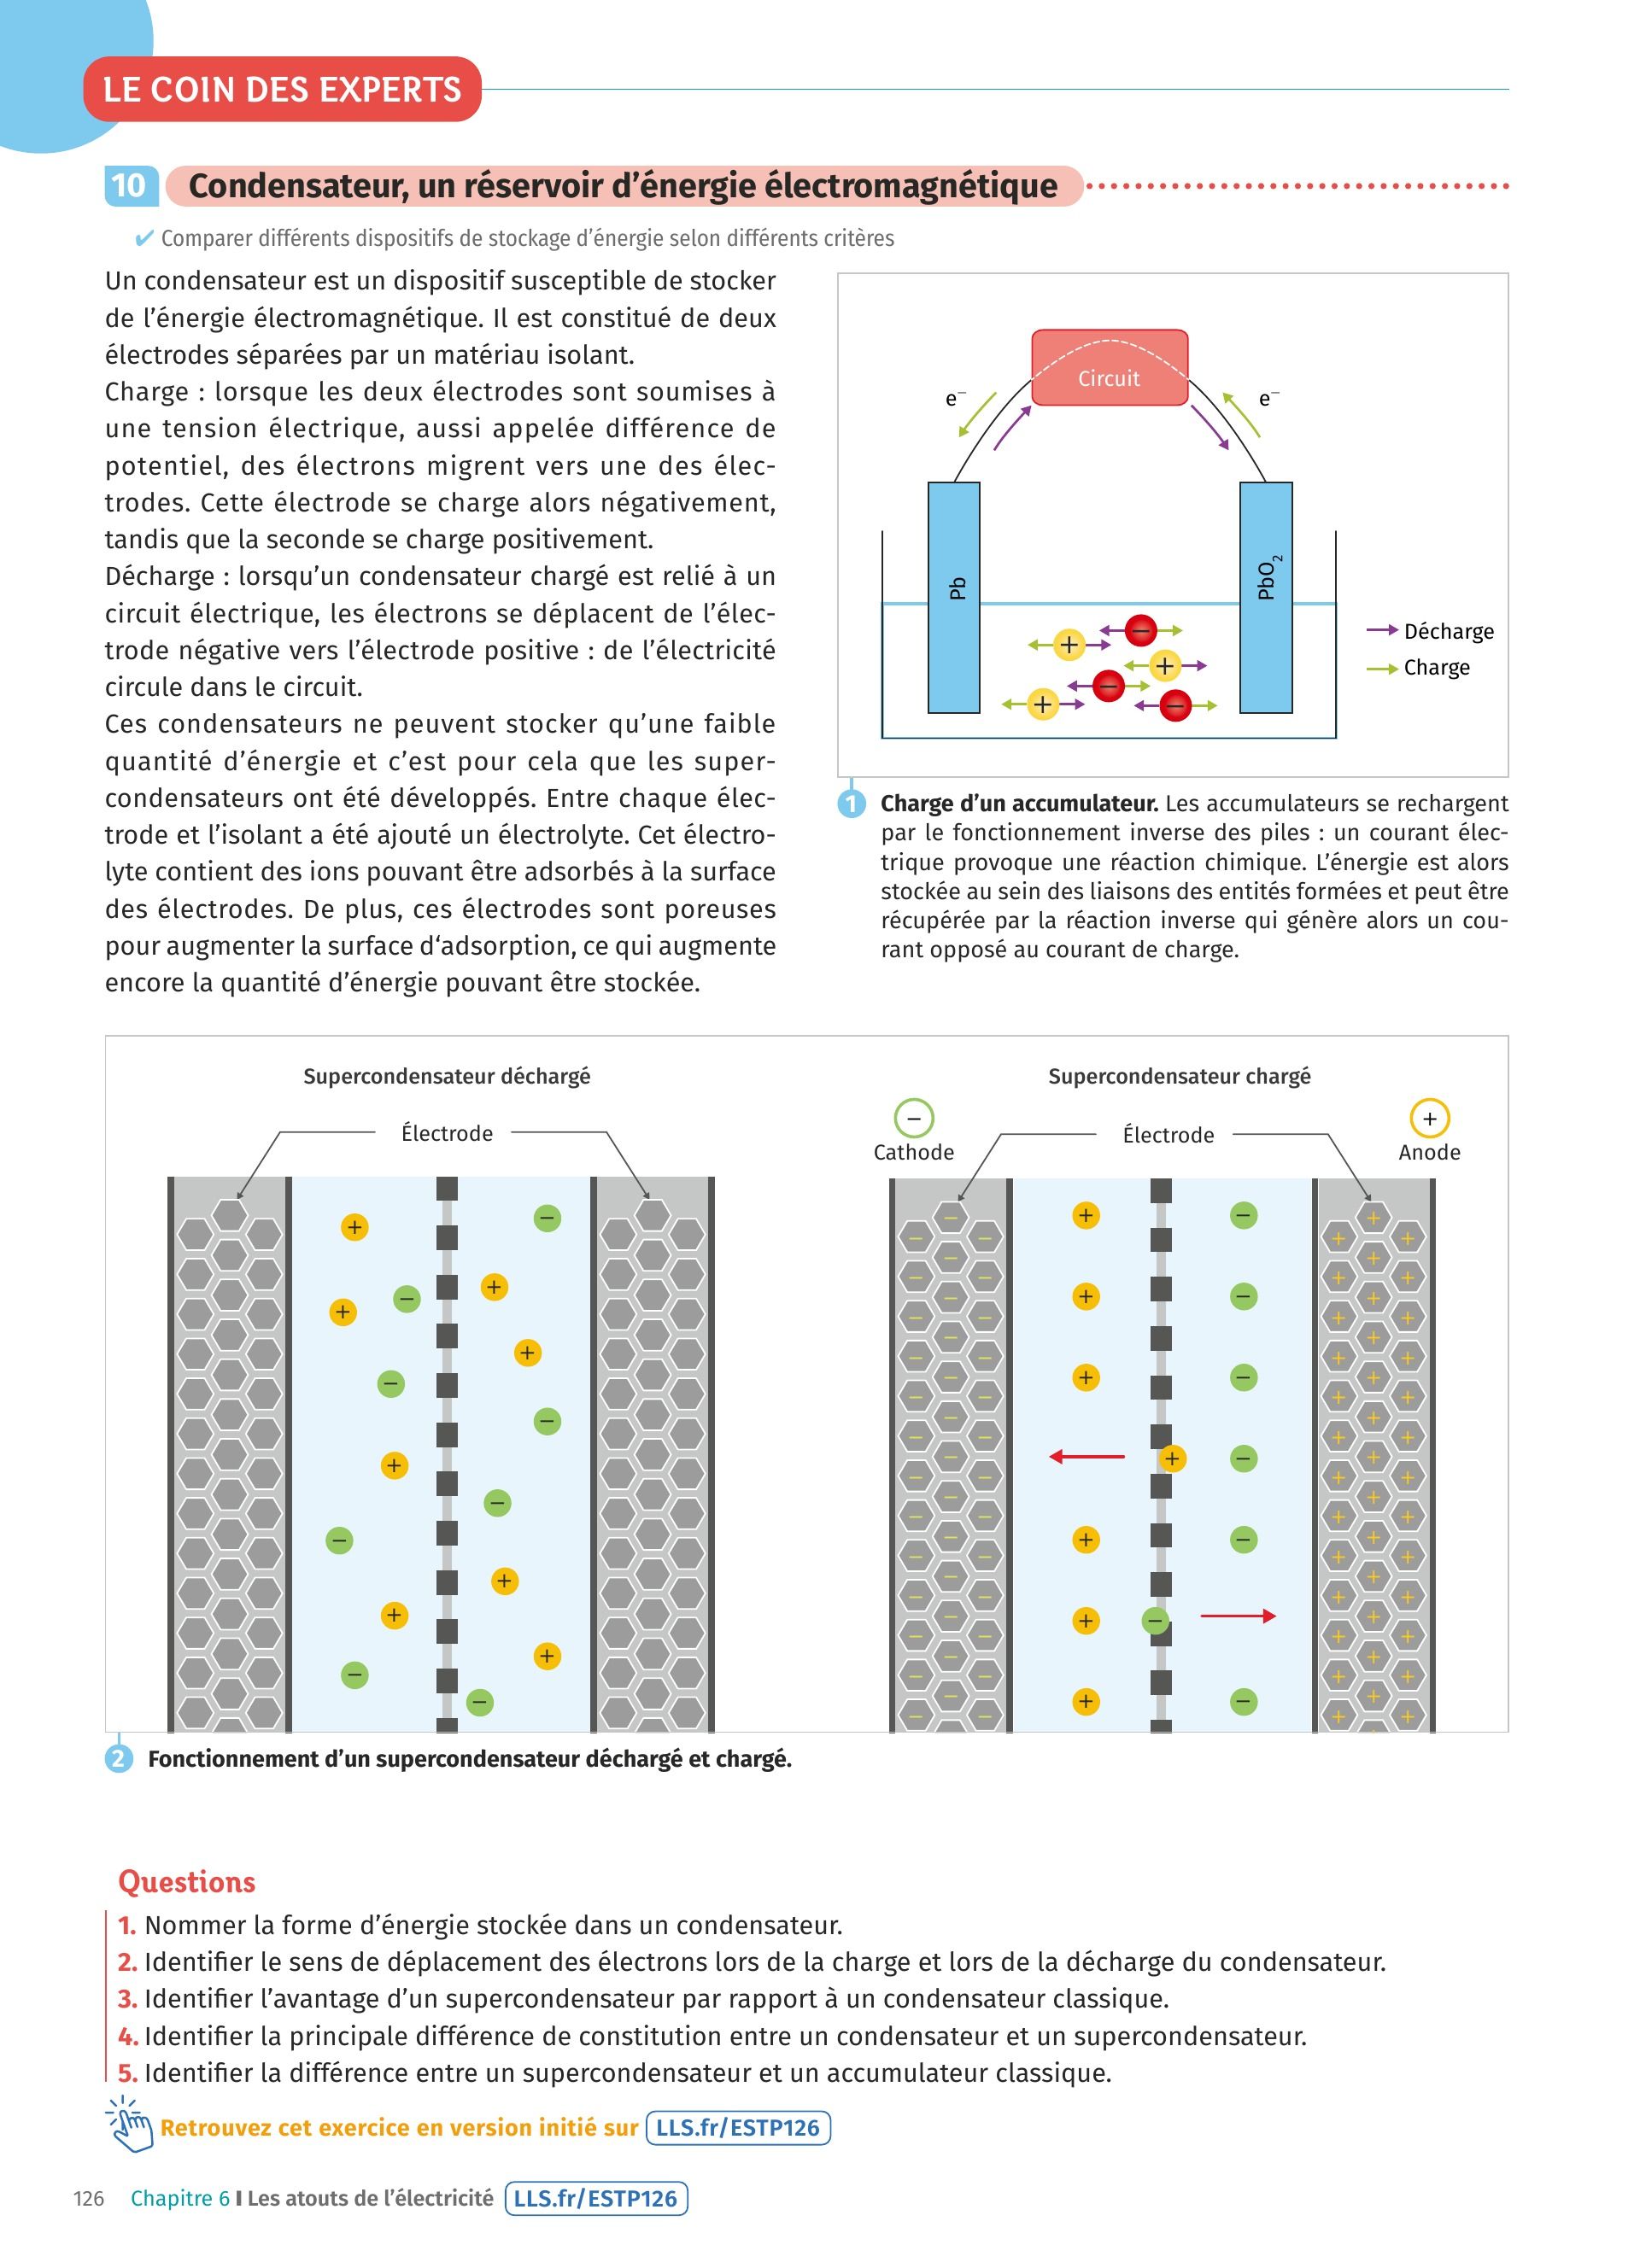 LE COIN DES EXPERTS
10 Condensateur, un réservoir d’énergie électromagnétique
✔ Comparer différents dispositifs de stockage d’énergie selon différents critères
Un condensateur est un dispositif susceptible de stocker
de l’énergie électromagnétique. Il est constitué de deux
électrodes séparées par un matériau isolant.
Charge : lorsque les deux électrodes sont soumises à
une tension électrique, aussi appelée différence de
potentiel, des électrons migrent vers une des élec-
trodes. Cette électrode se charge alors négativement,
tandis que la seconde se charge positivement.
Décharge : lorsqu’un condensateur chargé est relié à un
circuit électrique, les électrons se déplacent de l’élec-
trode négative vers l’électrode positive : de l’électricité
circule dans le circuit.
Ces condensateurs ne peuvent stocker qu’une faible
quantité d’énergie et c’est pour cela que les super-
condensateurs ont été développés. Entre chaque élec-
trode et l’isolant a été ajouté un électrolyte. Cet électro-
lyte contient des ions pouvant être adsorbés à la surface
des électrodes. De plus, ces électrodes sont poreuses
pour augmenter la surface d‘adsorption, ce qui augmente
encore la quantité d’énergie pouvant être stockée.
Circuit
e⁻ e⁻
Pb PbO₂
Décharge
Charge
1 Charge d’un accumulateur. Les accumulateurs se rechargent
par le fonctionnement inverse des piles : un courant élec-
trique provoque une réaction chimique. L’énergie est alors
stockée au sein des liaisons des entités formées et peut être
récupérée par la réaction inverse qui génère alors un cou-
rant opposé au courant de charge.
Supercondensateur déchargé
Électrode
Supercondensateur chargé
− +
Cathode Électrode Anode
2 Fonctionnement d’un supercondensateur déchargé et chargé.
Questions
1. Nommer la forme d’énergie stockée dans un condensateur.
2. Identifier le sens de déplacement des électrons lors de la charge et lors de la décharge du condensateur.
3. Identifier l’avantage d’un supercondensateur par rapport à un condensateur classique.
4. Identifier la principale différence de constitution entre un condensateur et un supercondensateur.
5. Identifier la différence entre un supercondensateur et un accumulateur classique.
Retrouvez cet exercice en version initié sur LLS.fr/ESTP126
126 Chapitre 6 I Les atouts de l’électricité LLS.fr/ESTP126